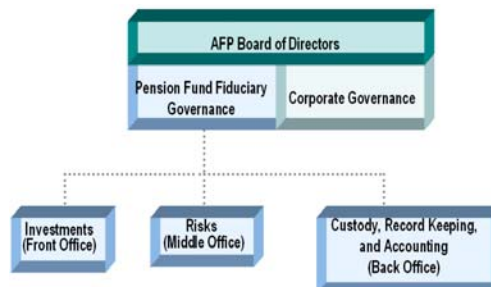 AFP Board of Directors
Pension Fund Fiduciary
Governance
Corporate Governance
Investments
(Front Office)
Risks
(Middle Office)
Custody, Record Keeping,
and Accounting
(Back Office)